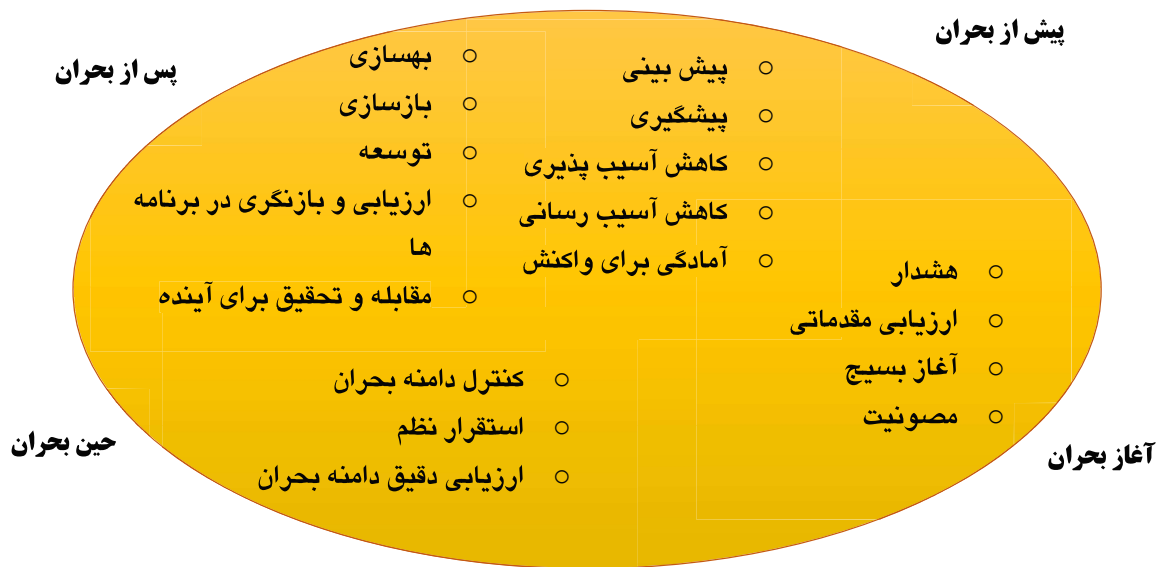 پیش از بحران
○ پیش بینی
○ پیشگیری
○ کاهش آسیب پذیری
○ کاهش آسیب رسانی
○ آمادگی برای واکنش
آغاز بحران
○ هشدار
○ ارزیابی مقدماتی
○ آغاز بسیج
○ مصونیت
حین بحران
○ کنترل دامنه بحران
○ استقرار نظم
○ ارزیابی دقیق دامنه بحران
پس از بحران
○ بهسازی
○ بازسازی
○ توسعه
○ ارزیابی و بازنگری در برنامه
ها
○ مقابله و تحقیق برای آینده